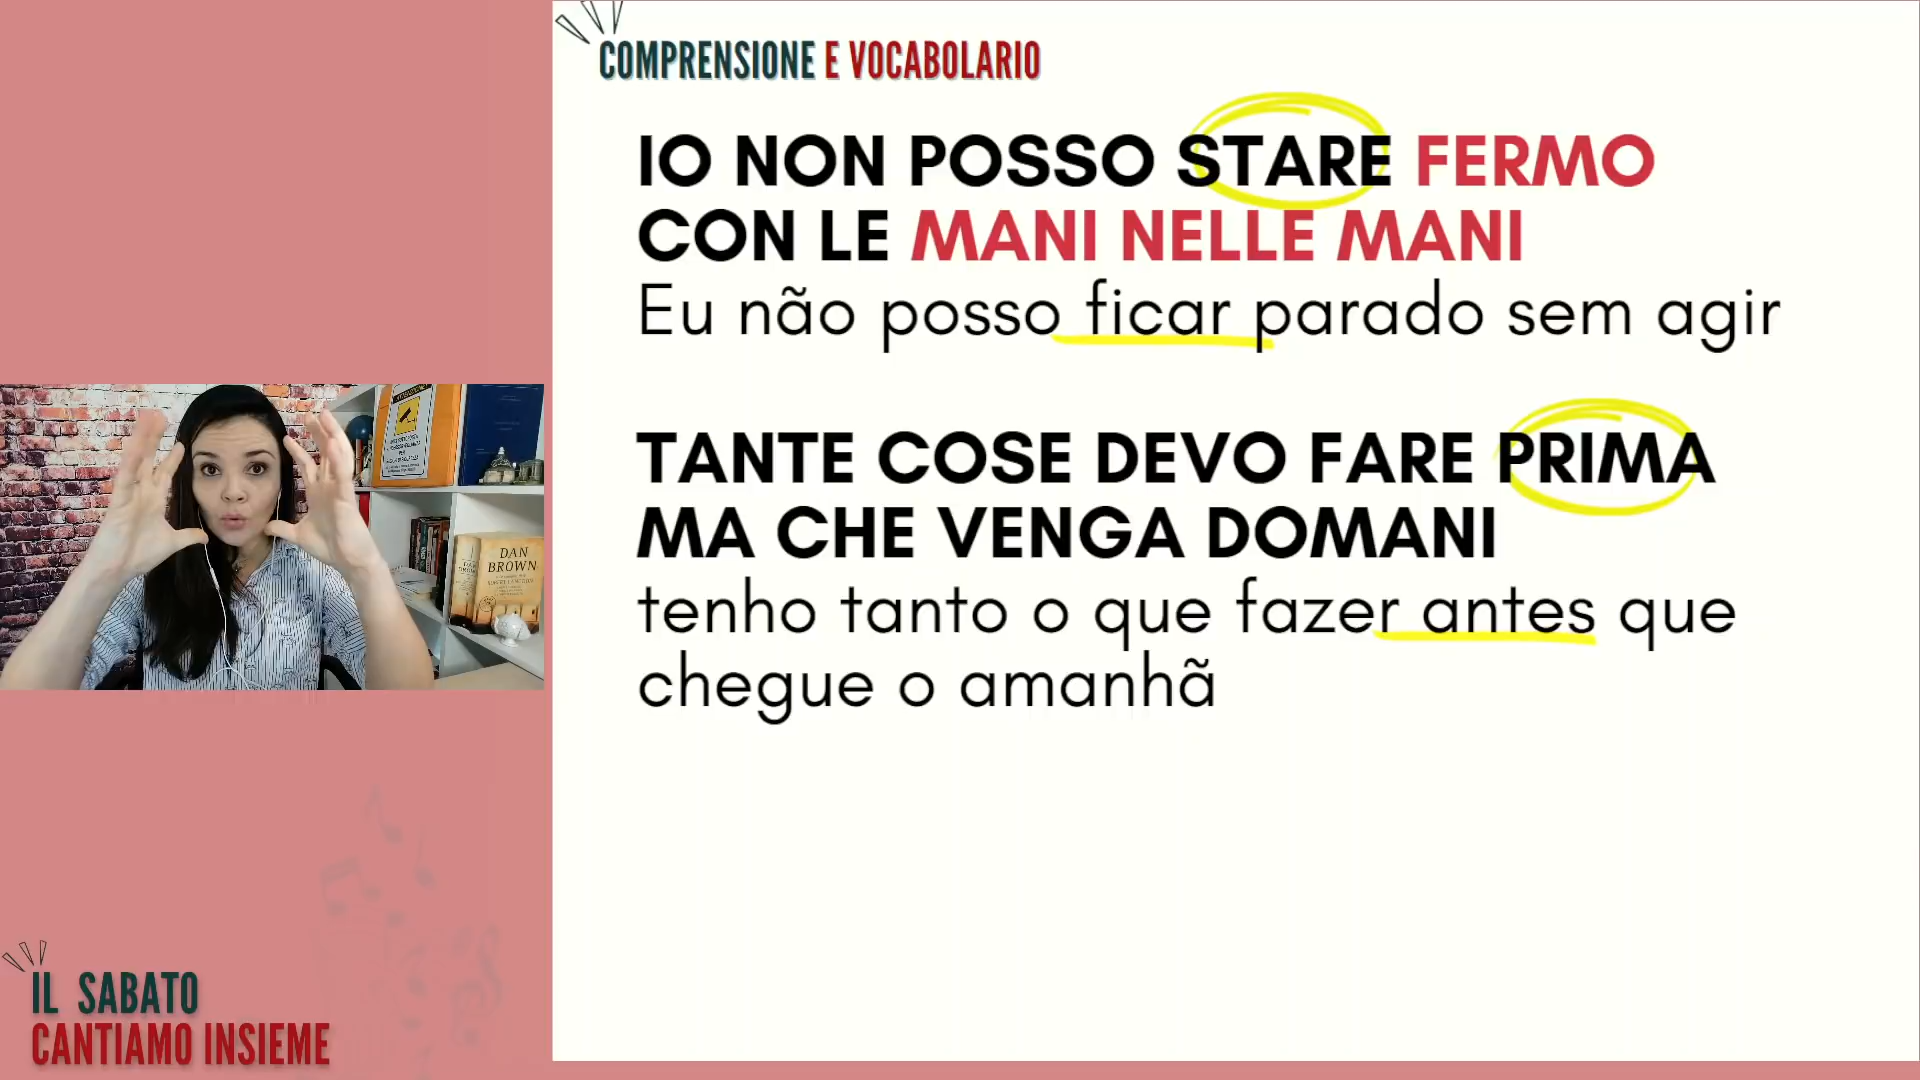 COMPRENSIONE E VOCABOLARIO
IO NON POSSO STARE FERMO
CON LE MANI NELLE MANI
Eu não posso ficar parado sem agir
TANTE COSE DEVO FARE PRIMA
MA CHE VENGA DOMANI
tenho tanto o que fazer antes que
chegue o amanhã
DAN
BROWN
IL SABATO
CANTIAMO INSIEME